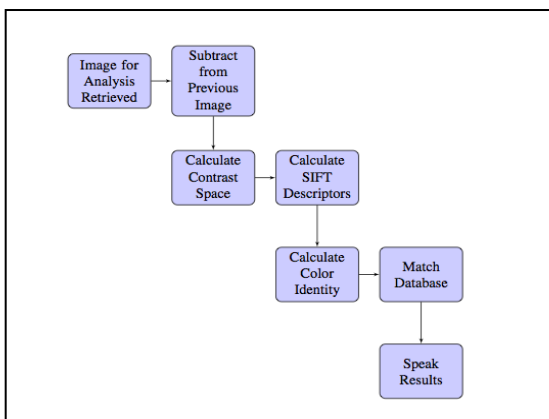 Image for
Analysis
Retrieved
Subtract
from
Previous
Image
Calculate
Contrast
Space
Calculate
SIFT
Descriptors
Calculate
Color
Identity
Match
Database
Speak
Results